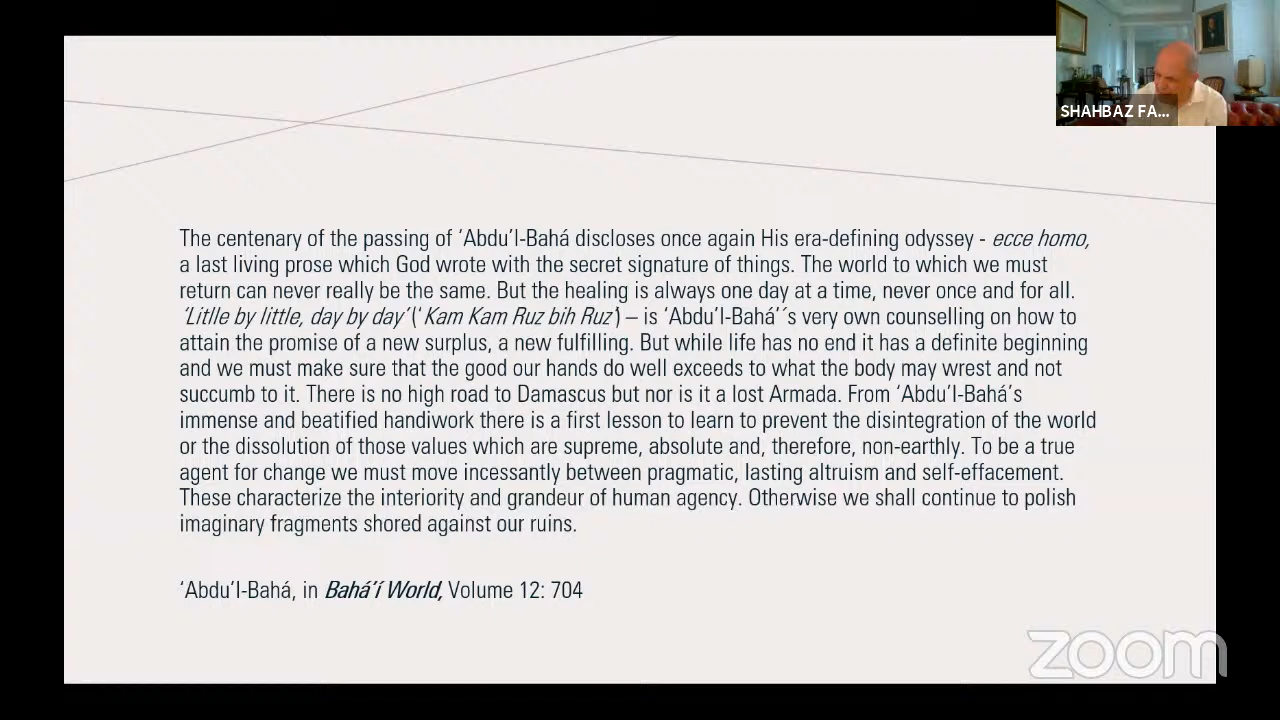 SHAHBAZ FA...
The centenary of the passing of ‘Abdu’l-Bahá discloses once again His era-defining odyssey - ecce homo,
a last living prose which God wrote with the secret signature of things. The world to which we must
return can never really be the same. But the healing is always one day at a time, never once and for all.
‘Litlle by little, day by day´(‘Kam Kam Ruz bih Ruz’) – is ‘Abdu’l-Bahá’´s very own counselling on how to
attain the promise of a new surplus, a new fulfilling. But while life has no end it has a definite beginning
and we must make sure that the good our hands do well exceeds to what the body may wrest and not
succumb to it. There is no high road to Damascus but nor is it a lost Armada. From ‘Abdu’l-Bahá’s
immense and beatified handiwork there is a first lesson to learn to prevent the disintegration of the world
or the dissolution of those values which are supreme, absolute and, therefore, non-earthly. To be a true
agent for change we must move incessantly between pragmatic, lasting altruism and self-effacement.
These characterize the interiority and grandeur of human agency. Otherwise we shall continue to polish
imaginary fragments shored against our ruins.
‘Abdu’l-Bahá, in Bahá’í World, Volume 12: 704
zoom